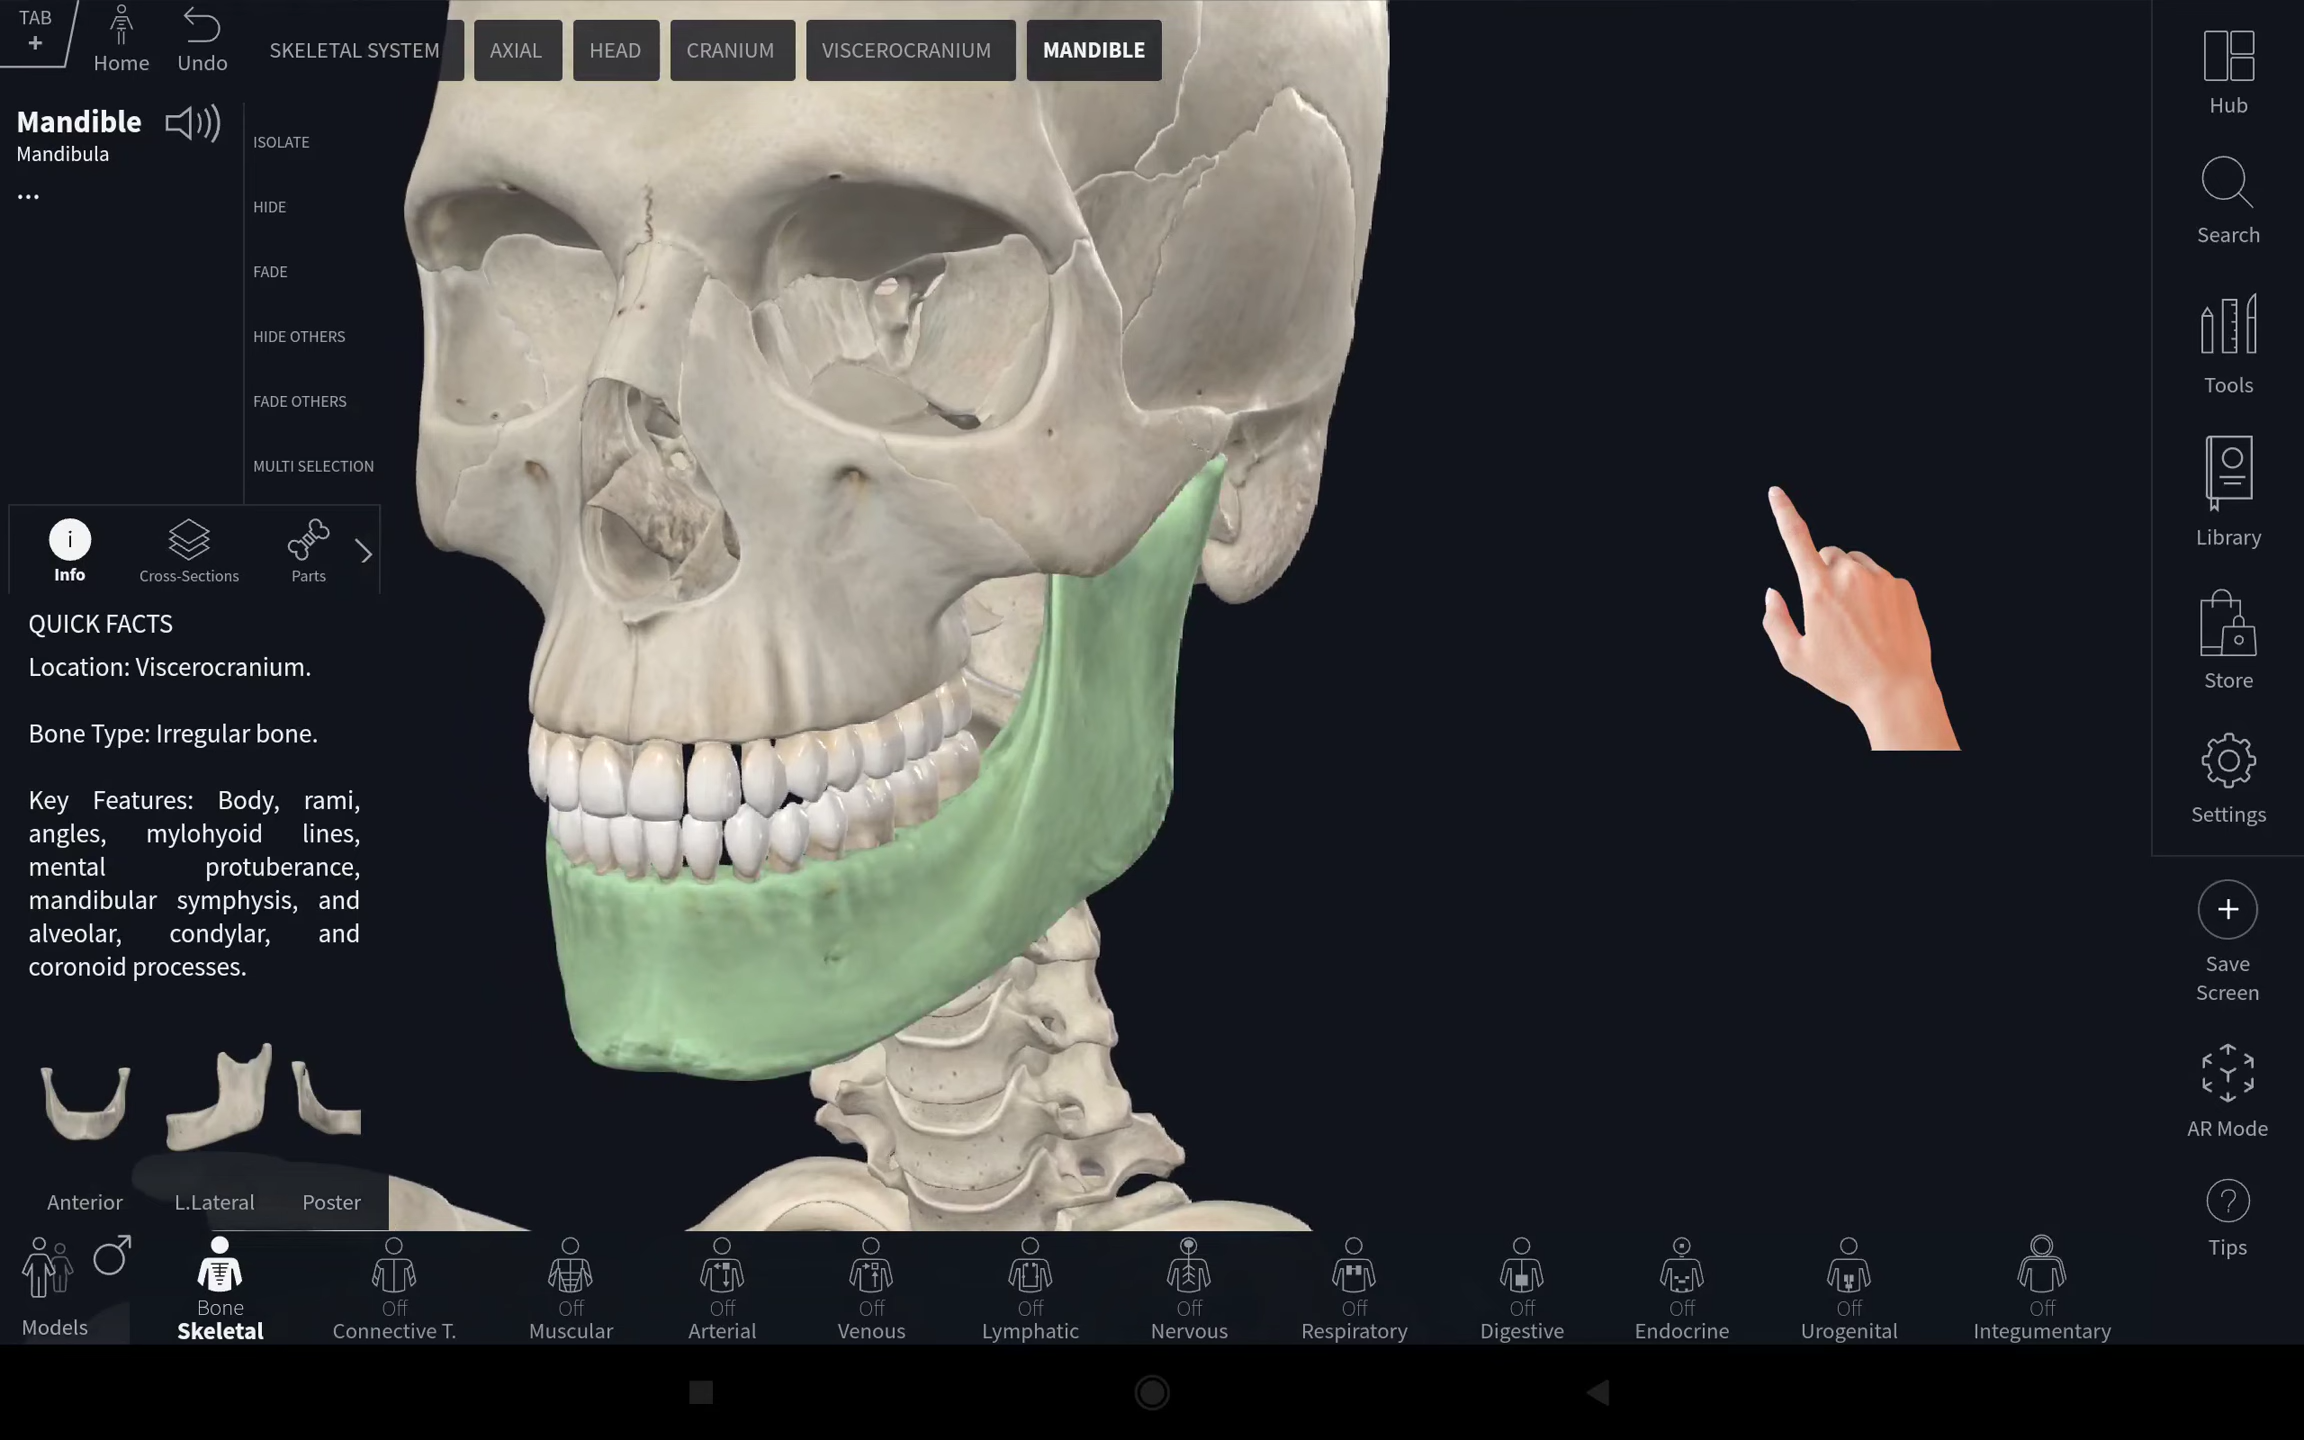 TAB
+
Home
Undo
SKELETAL SYSTEM
AXIAL
HEAD
CRANIUM
VISCEROCRANIUM
MANDIBLE
Mandible
Mandibula
...
ISOLATE
HIDE
FADE
HIDE OTHERS
FADE OTHERS
MULTI SELECTION
i
Info
Cross-Sections
Parts
QUICK FACTS
Location: Viscerocranium.
Bone Type: Irregular bone.
Key Features: Body, rami,
angles, mylohyoid lines,
mental protuberance,
mandibular symphysis, and
alveolar, condylar, and
coronoid processes.
Anterior
L.Lateral
Poster
Hub
Search
Tools
Library
Store
Settings
+
Save
Screen
AR Mode
?
Tips
Models
Bone
Skeletal
Off
Connective T.
Off
Muscular
Off
Arterial
Off
Venous
Off
Lymphatic
Off
Nervous
Off
Respiratory
Off
Digestive
Off
Endocrine
Off
Urogenital
Off
Integumentary